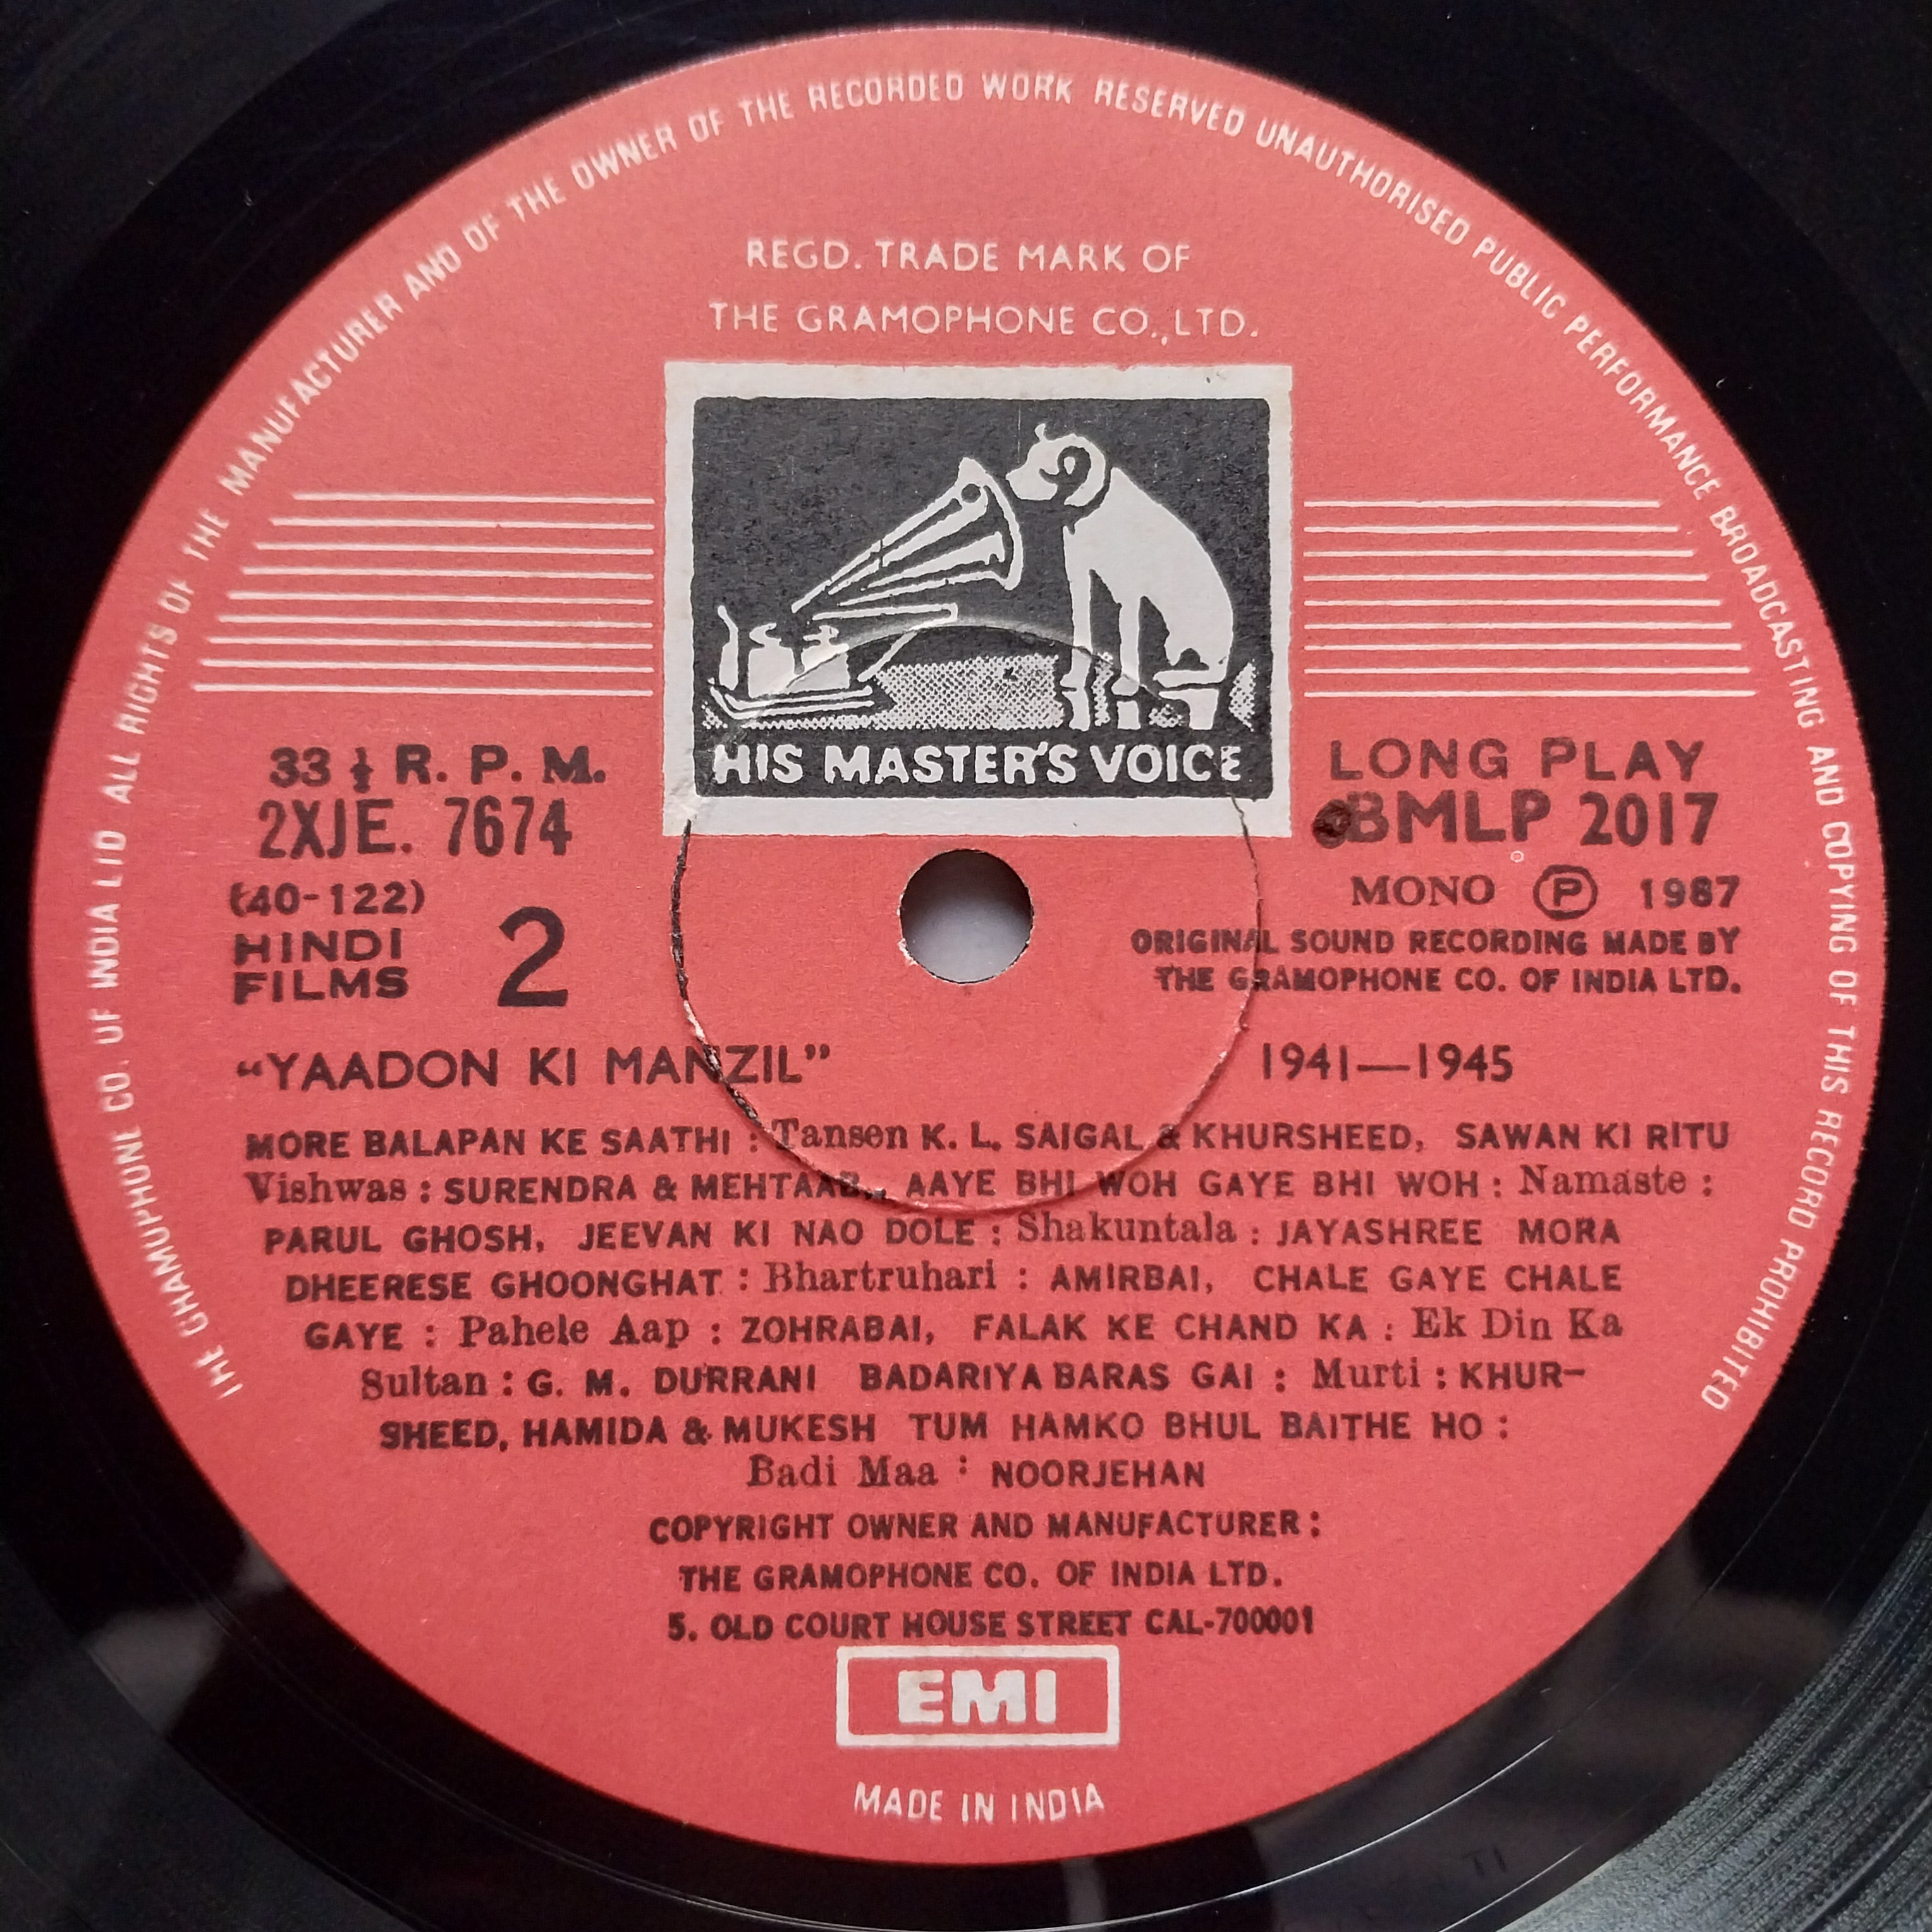 THE GRAMOPHONE CO. OF INDIA LTD ALL RIGHTS OF THE MANUFACTURER AND OF THE OWNER OF THE RECORDED WORK RESERVED UNAUTHORISED PUBLIC PERFORMANCE BROADCASTING AND COPYING OF THIS RECORD PROHIBITED
REGD. TRADE MARK OF
THE GRAMOPHONE CO., LTD.
HIS MASTER'S VOICE
33 ⅓ R. P. M.
2XJE. 7674
(40-122)
HINDI
FILMS
2
LONG PLAY
BMLP 2017
MONO Ⓟ 1987
ORIGINAL SOUND RECORDING MADE BY
THE GRAMOPHONE CO. OF INDIA LTD.
“YAADON KI MANZIL” 1941—1945
MORE BALAPAN KE SAATHI : Tansen K. L. SAIGAL & KHURSHEED, SAWAN KI RITU
Vishwas : SURENDRA & MEHTAAB., AAYE BHI WOH GAYE BHI WOH : Namaste :
PARUL GHOSH, JEEVAN KI NAO DOLE : Shakuntala : JAYASHREE MORA
DHEERESE GHOONGHAT : Bhartruhari : AMIRBAI, CHALE GAYE CHALE
GAYE : Pahele Aap : ZOHRABAI, FALAK KE CHAND KA : Ek Din Ka
Sultan : G. M. DURRANI BADARIYA BARAS GAI : Murti : KHUR-
SHEED, HAMIDA & MUKESH TUM HAMKO BHUL BAITHE HO :
Badi Maa : NOORJEHAN
COPYRIGHT OWNER AND MANUFACTURER :
THE GRAMOPHONE CO. OF INDIA LTD.
5. OLD COURT HOUSE STREET CAL-700001
EMI
MADE IN INDIA